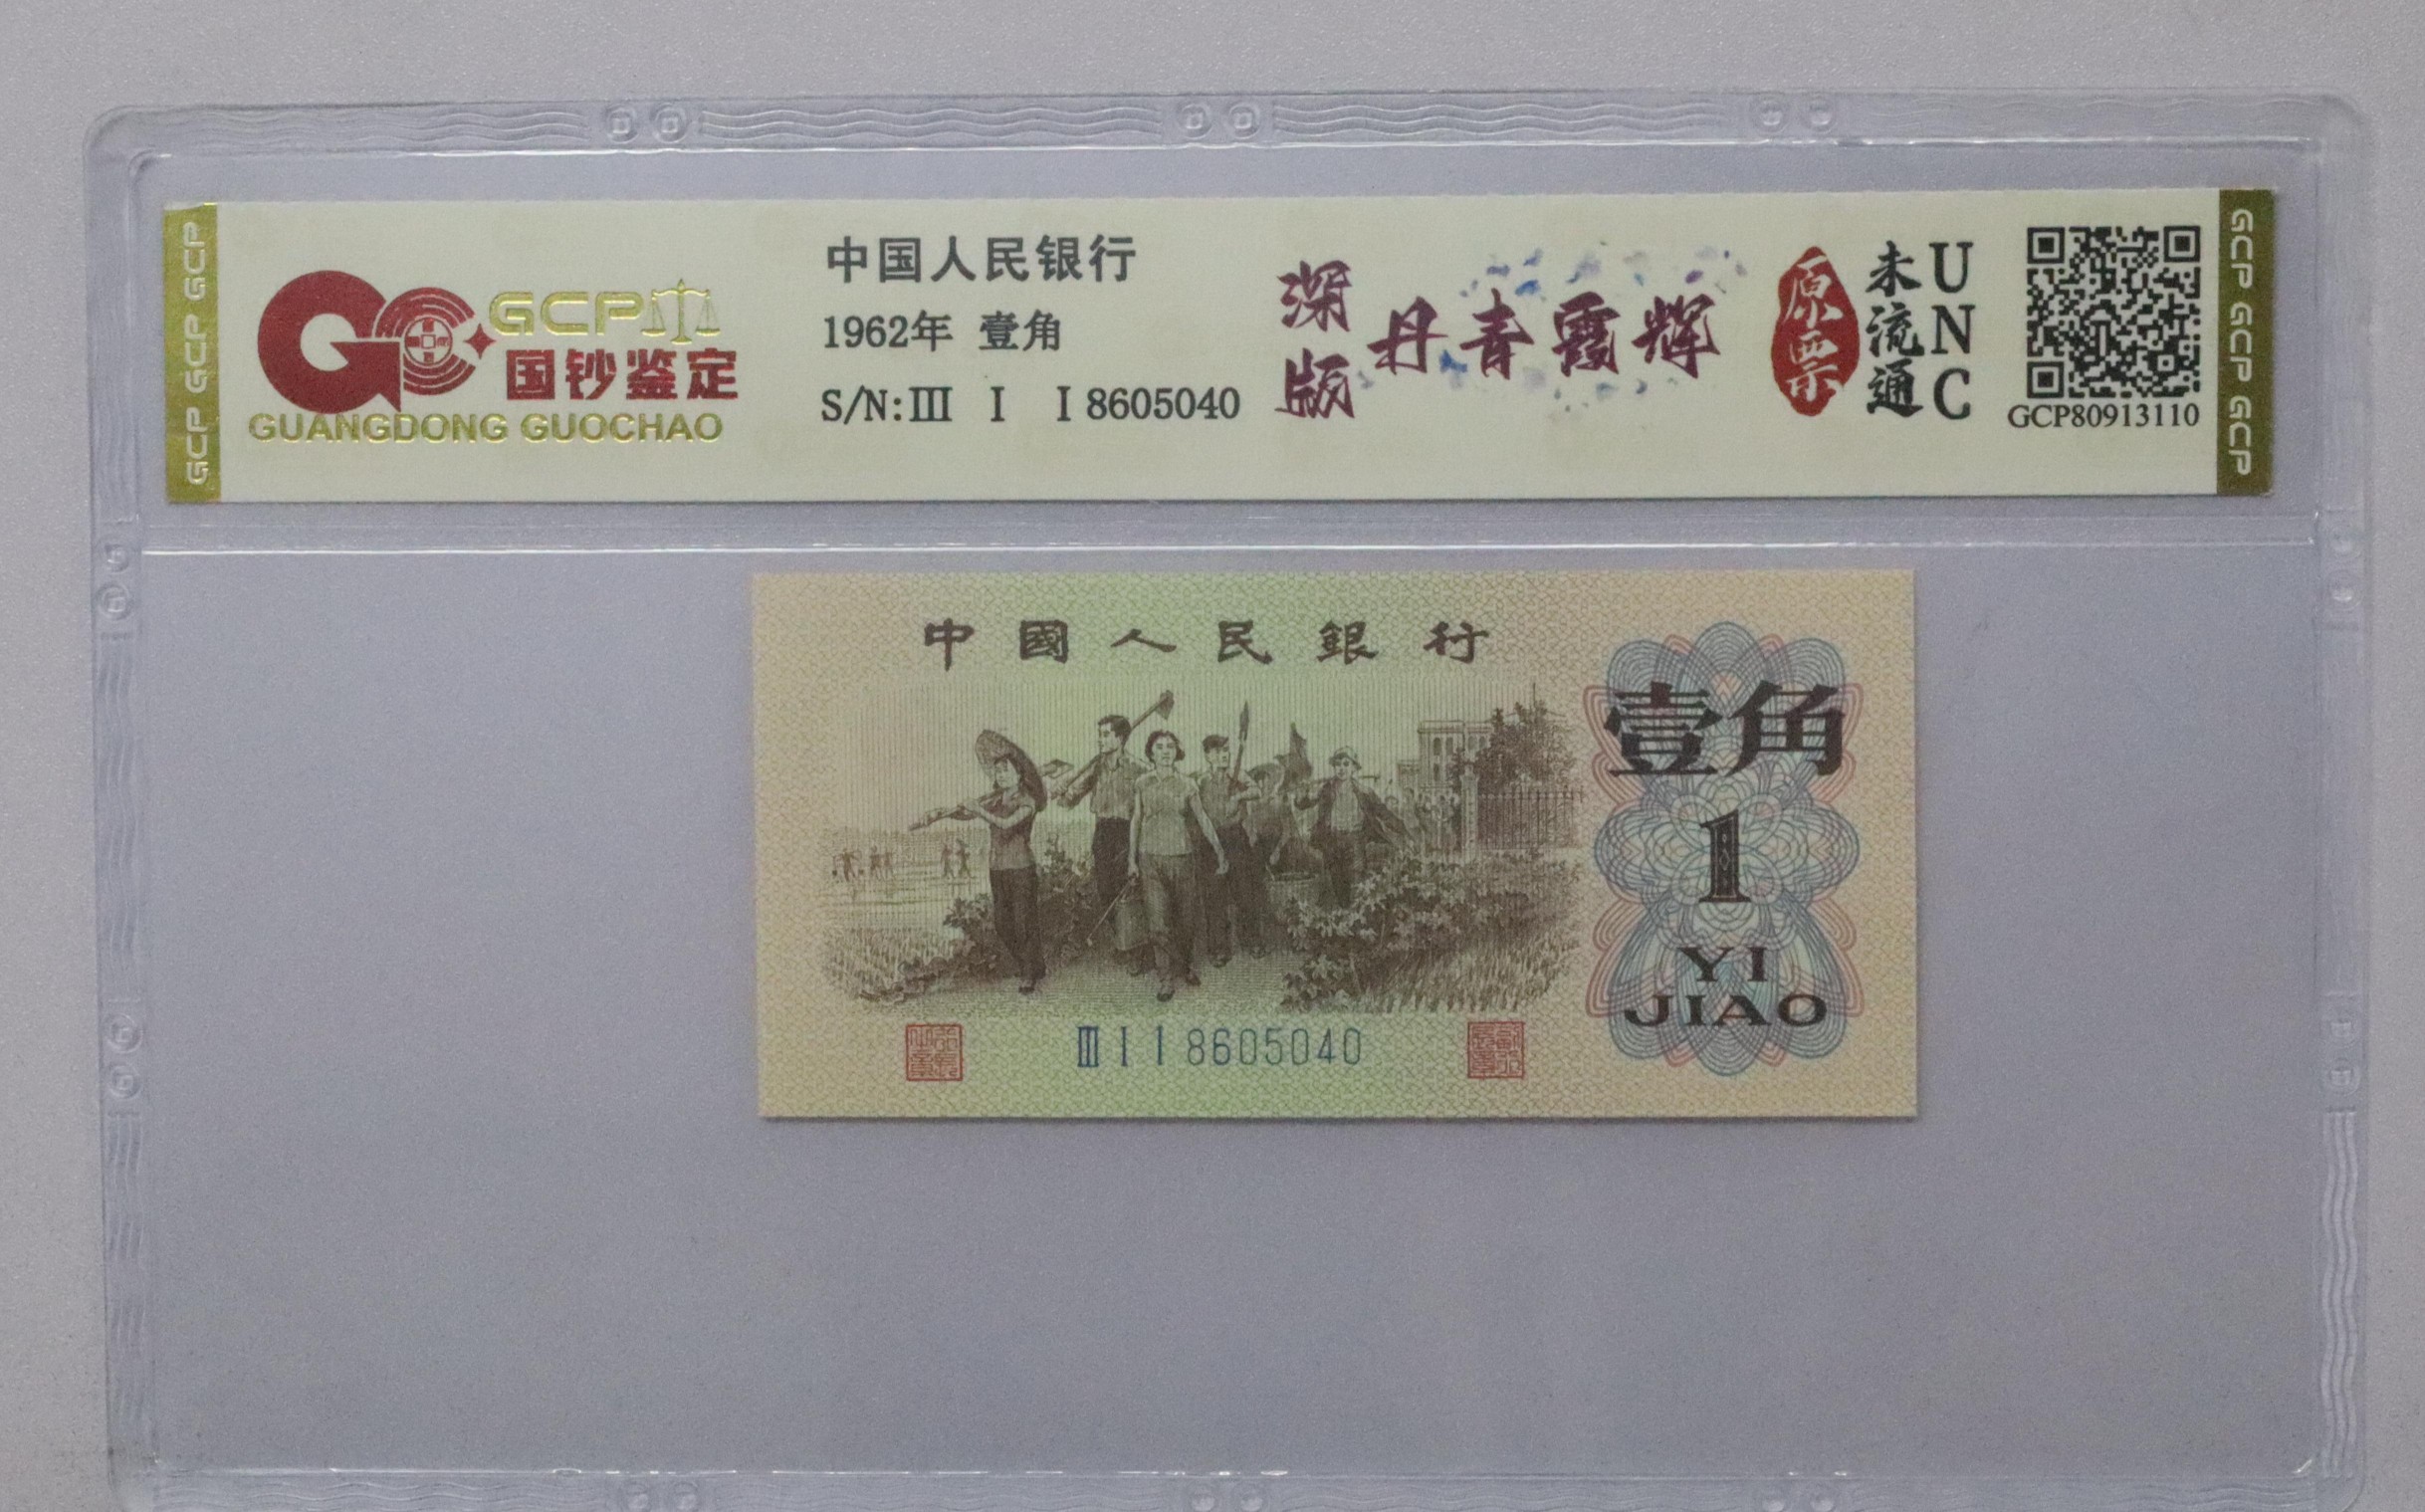 GCP GCP GCP
GCP
国钞鉴定
GUANGDONG GUOCHAO
中国人民银行
1962年 壹角
S/N:III I I 8605040
深版
丹青霞辉
原票
未流通
UNC
GCP80913110
GCP GCP GCP
中國人民銀行
壹角
1
YI
JIAO
III I I 8605040